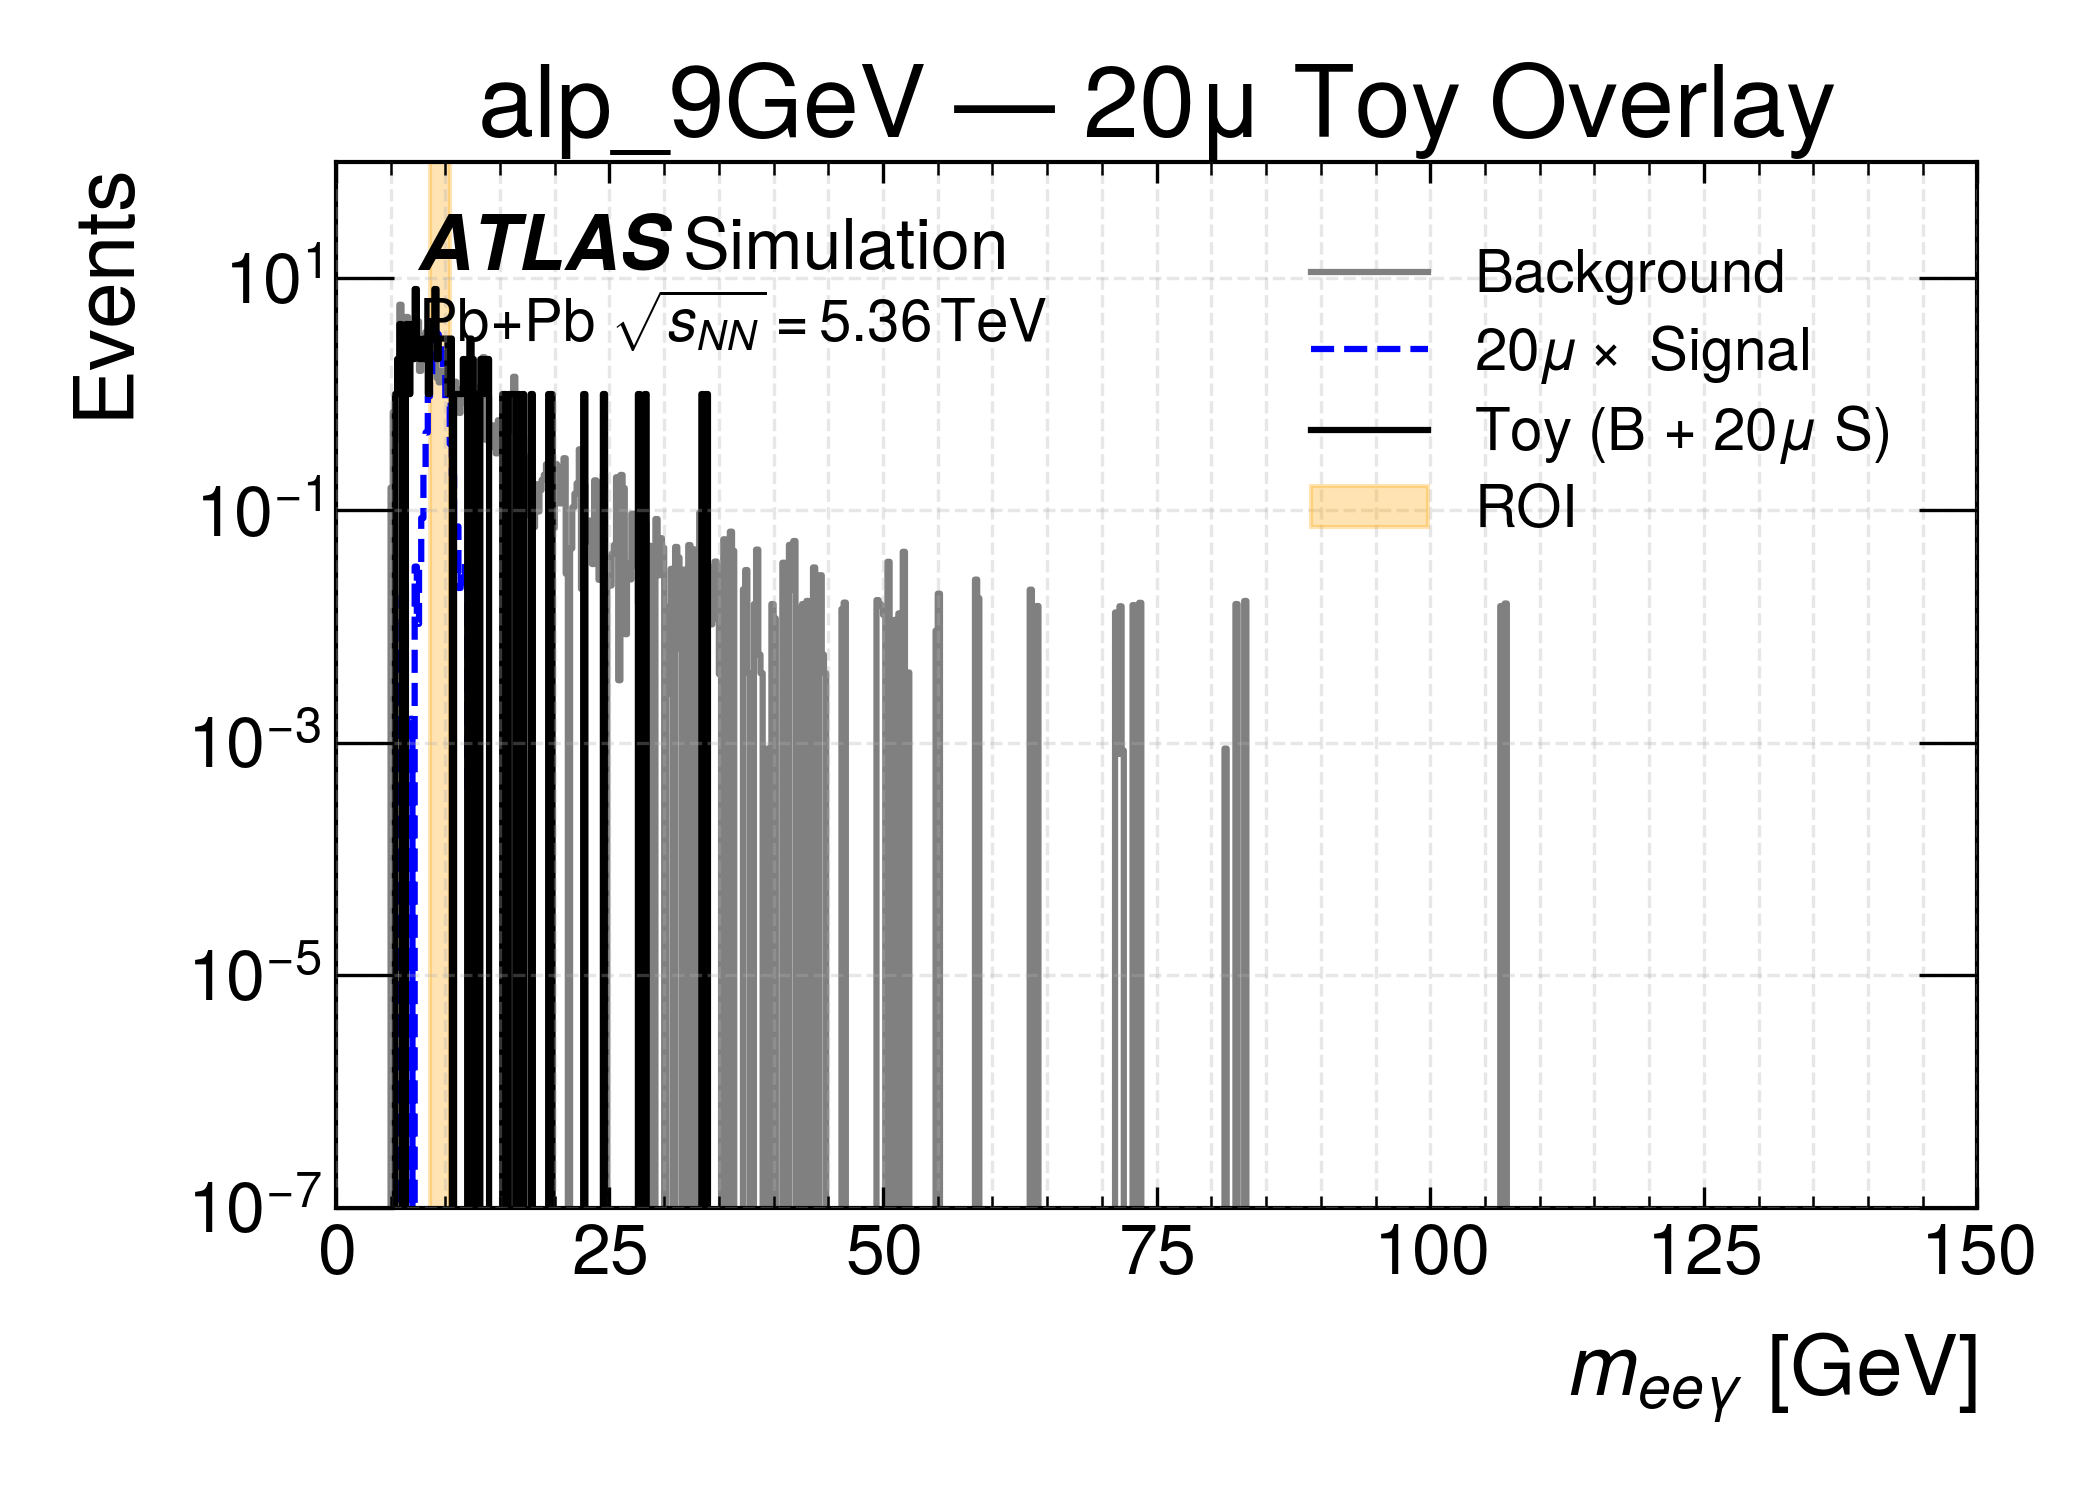 alp_9GeV — 20μ Toy Overlay
Events
ATLAS Simulation
Pb+Pb √s_NN = 5.36 TeV
Background
20μ × Signal
Toy (B + 20μ S)
ROI
10¹
10⁻¹
10⁻³
10⁻⁵
10⁻⁷
0 25 50 75 100 125 150
m_eeγ [GeV]